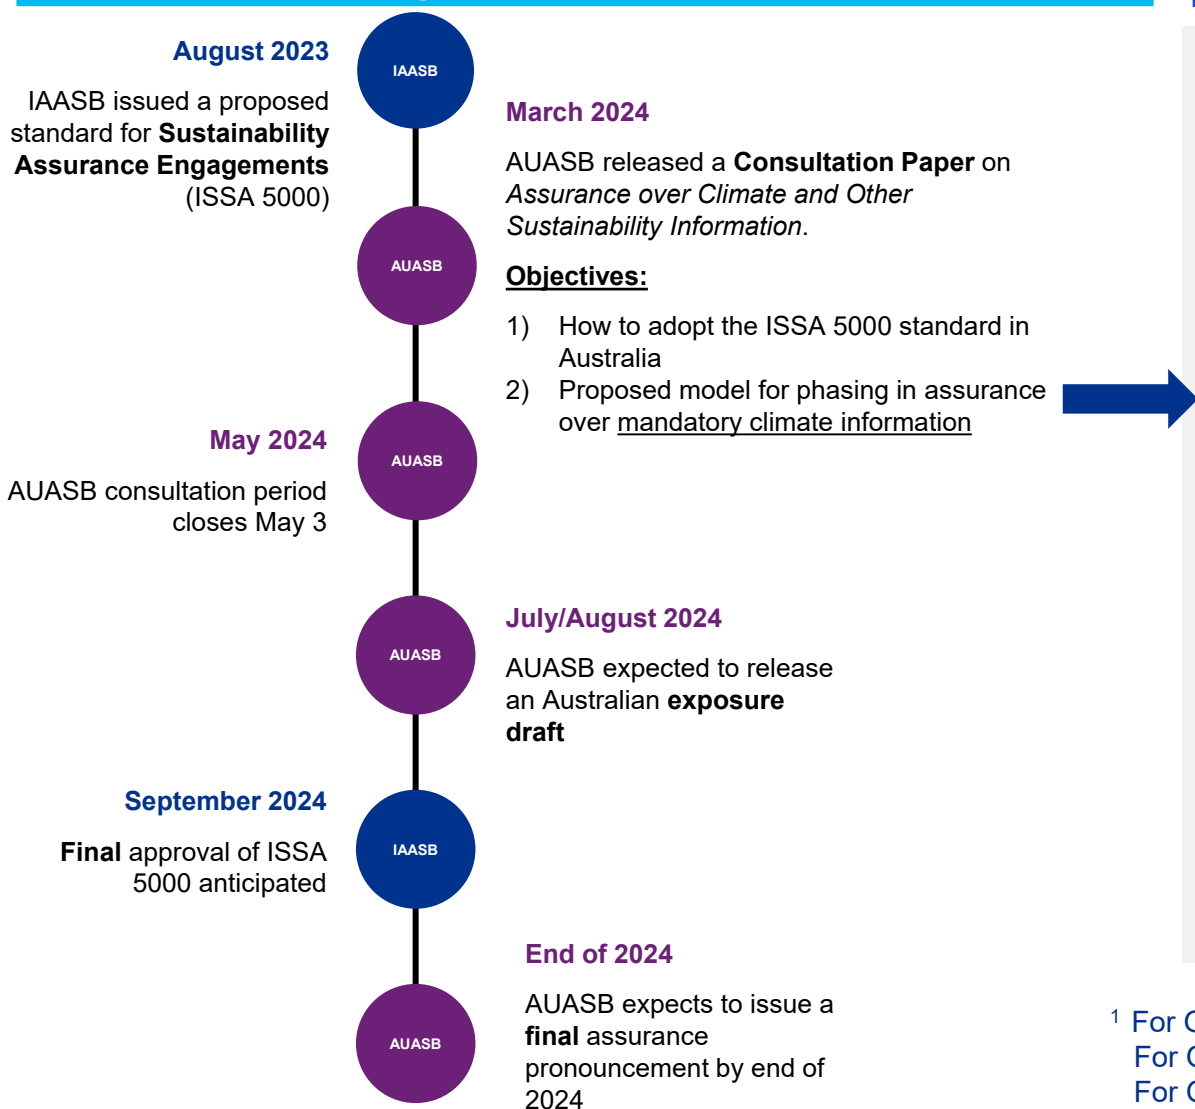 August 2023
IAASB
IAASB issued a proposed
standard for Sustainability
Assurance Engagements
(ISSA 5000)
March 2024
AUASB released a Consultation Paper on
Assurance over Climate and Other
Sustainability Information.
AUASB
Objectives:
1) How to adopt the ISSA 5000 standard in
Australia
2) Proposed model for phasing in assurance
over mandatory climate information
May 2024
AUASB
AUASB consultation period
closes May 3
July/August 2024
AUASB
AUASB expected to release
an Australian exposure
draft
September 2024
IAASB
Final approval of ISSA
5000 anticipated
End of 2024
AUASB
AUASB expects to issue a
final assurance
pronouncement by end of
2024
1 For
For
For